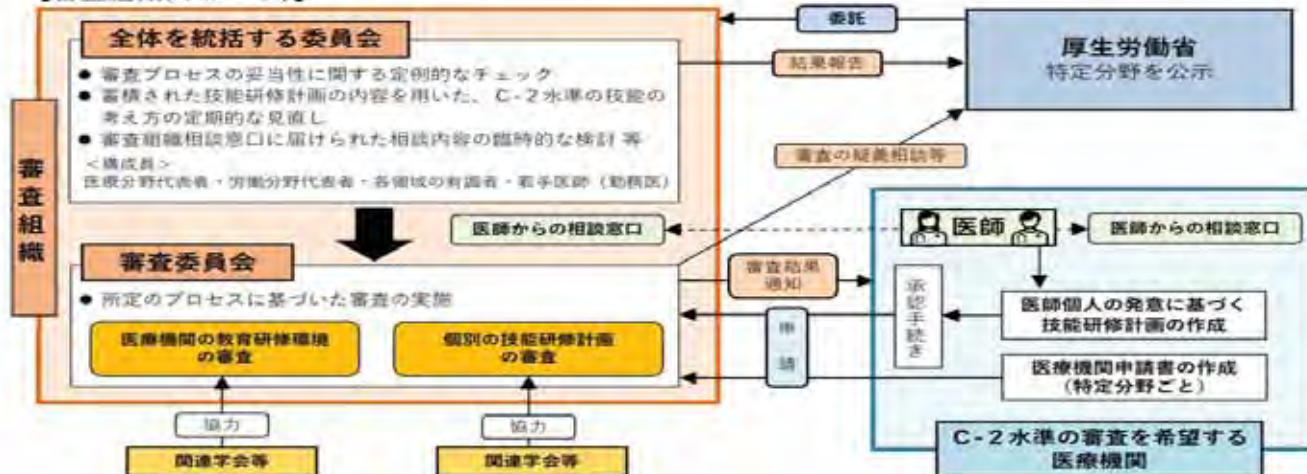 全体を統括する委員会
● 審査プロセスの妥当性に関する定例的なチェック
● 蓄積された技能研修計画の内容を用いた、C-2水準の技能の
考え方の定期的な見直し
● 審査組織相談窓口に届けられた相談内容の臨時的な検討 等
<構成員>
医療分野代表者・労働分野代表者・各領域の有識者・若手医師（勤務医）
審査組織
医師からの相談窓口
審査委員会
● 所定のプロセスに基づいた審査の実施
医療機関の教育研修環境
の審査
個別の技能研修計画
の審査
協力
協力
関連学会等
関連学会等
委託
結果報告
厚生労働省
特定分野を公示
審査の疑義相談等
審査結果
通知
申請
医師
医師からの相談窓口
承認手続き
医師個人の発意に基づく
技能研修計画の作成
医療機関申請書の作成
(特定分野ごと)
C-2水準の審査を希望する
医療機関